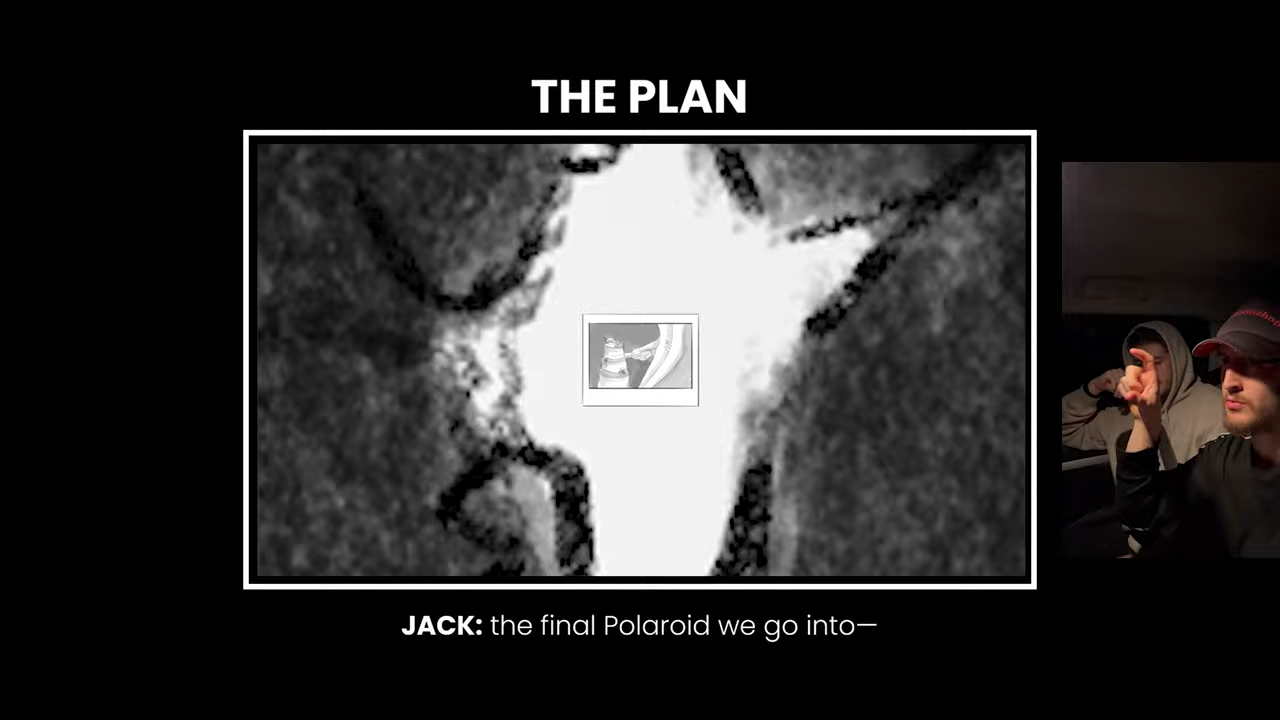 THE PLAN
JACK: the final Polaroid we go into—